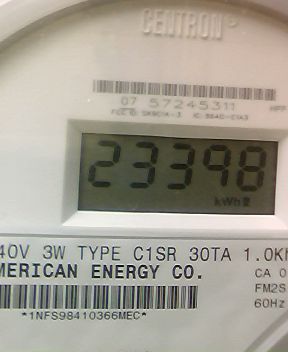 CENTRON
07 57245311
23398
kWh
40V 3W TYPE C1SR 30TA 1.0Kh
MERICAN ENERGY CO.
CA 0
FM2S
60Hz
*1NFS98410366MEC*